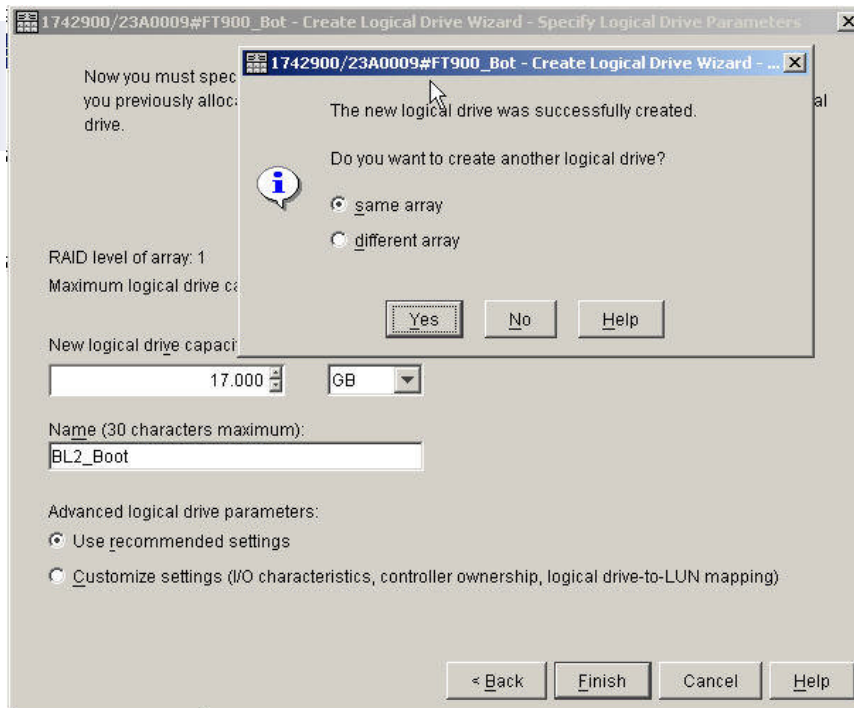 1742900/23A0009#FT900_Bot - Create Logical Drive Wizard - Specify Logical Drive Parameters
1742900/23A0009#FT900_Bot - Create Logical Drive Wizard - ...
Now you must spec
you previously alloc
al
drive.
The new logical drive was successfully created.
Do you want to create another logical drive?
same array
different array
Yes
No
Help
RAID level of array: 1
Maximum logical drive ca
New logical drive capaci
17.000
GB
Name (30 characters maximum):
BL2_Boot
Advanced logical drive parameters:
Use recommended settings
Customize settings (I/O characteristics, controller ownership, logical drive-to-LUN mapping)
< Back
Finish
Cancel
Help